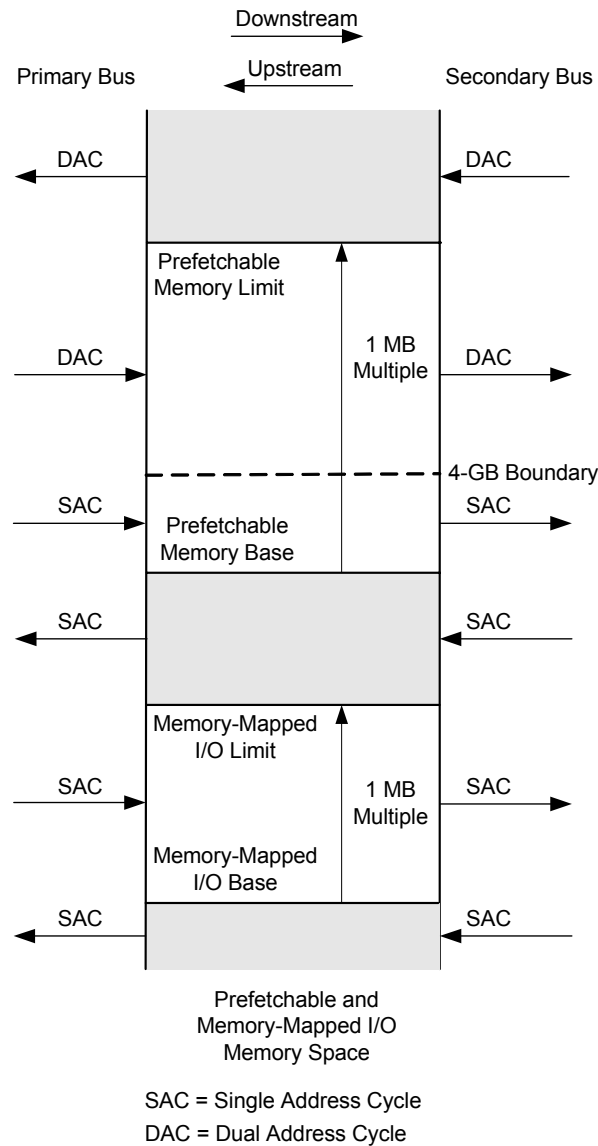 Downstream
Upstream
Primary Bus
Secondary Bus
DAC
DAC
Prefetchable
Memory Limit
1 MB
Multiple
DAC
DAC
4-GB Boundary
SAC
SAC
Prefetchable
Memory Base
SAC
SAC
Memory-Mapped
I/O Limit
1 MB
Multiple
SAC
SAC
Memory-Mapped
I/O Base
SAC
SAC
Prefetchable and
Memory-Mapped I/O
Memory Space
SAC = Single Address Cycle
DAC = Dual Address Cycle